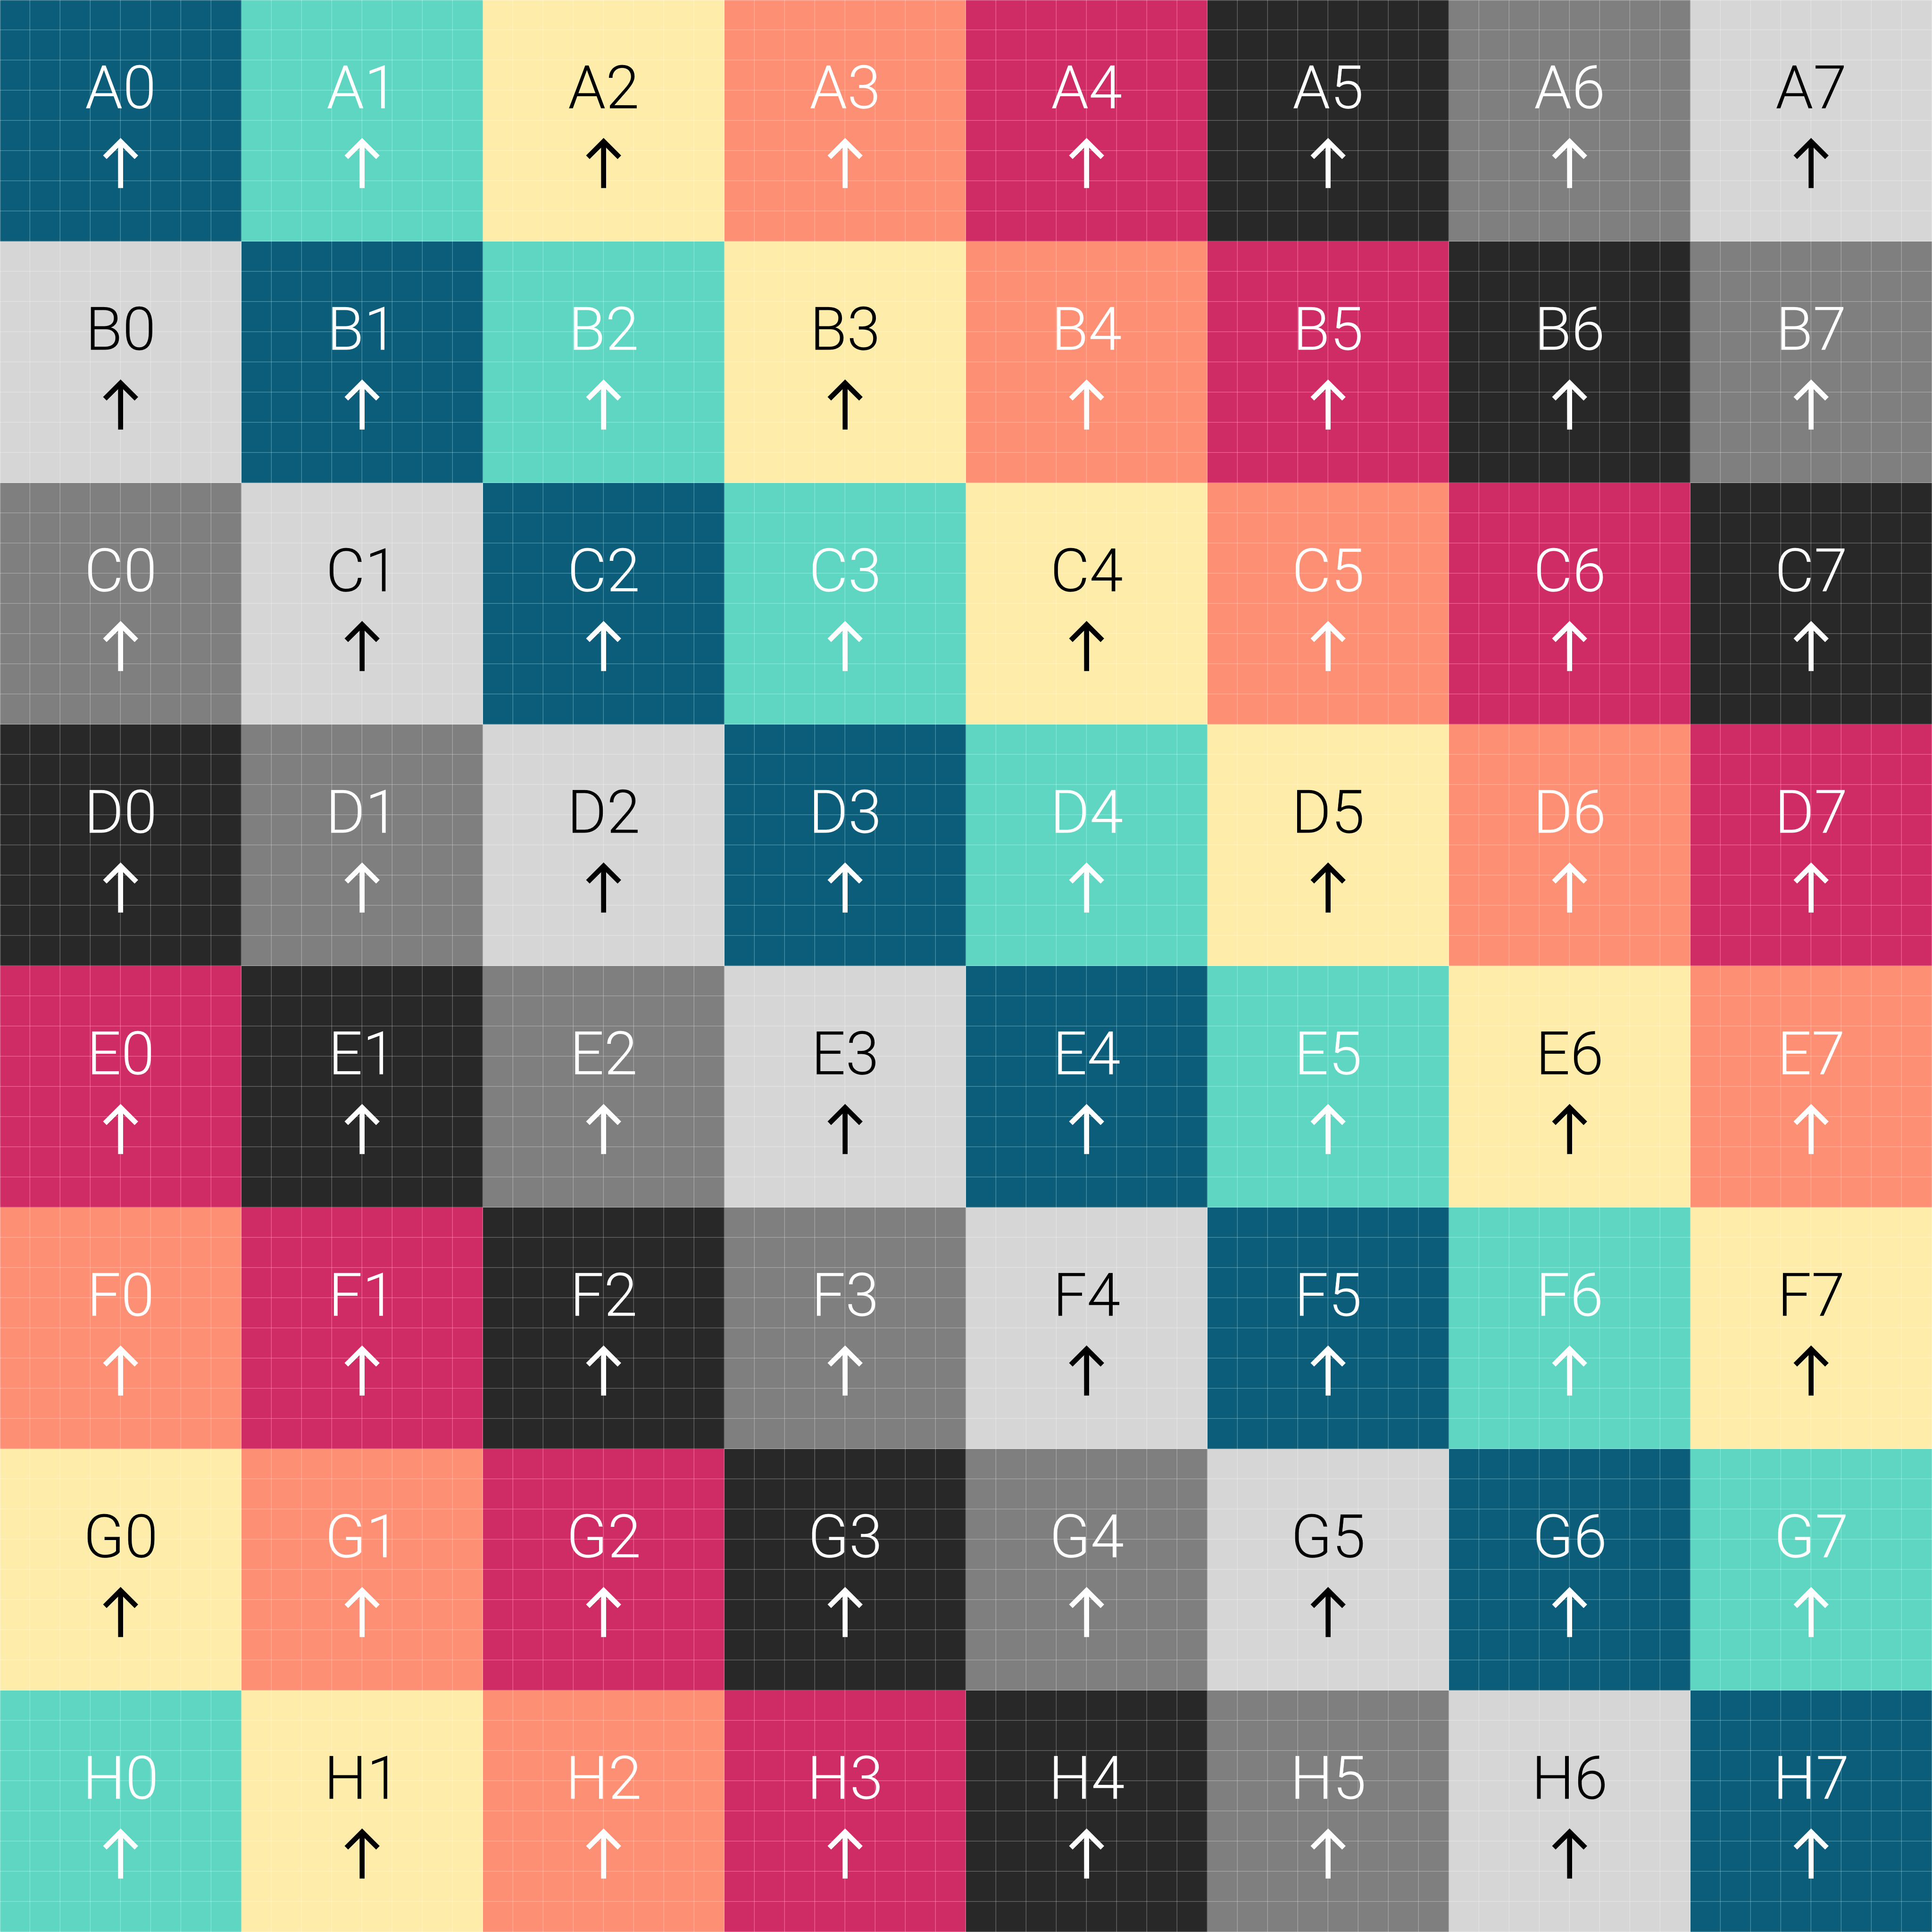 A0 A1 A2 A3 A4 A5 A6 A7
↑ ↑ ↑ ↑ ↑ ↑ ↑ ↑
B0 B1 B2 B3 B4 B5 B6 B7
↑ ↑ ↑ ↑ ↑ ↑ ↑ ↑
C0 C1 C2 C3 C4 C5 C6 C7
↑ ↑ ↑ ↑ ↑ ↑ ↑ ↑
D0 D1 D2 D3 D4 D5 D6 D7
↑ ↑ ↑ ↑ ↑ ↑ ↑ ↑
E0 E1 E2 E3 E4 E5 E6 E7
↑ ↑ ↑ ↑ ↑ ↑ ↑ ↑
F0 F1 F2 F3 F4 F5 F6 F7
↑ ↑ ↑ ↑ ↑ ↑ ↑ ↑
G0 G1 G2 G3 G4 G5 G6 G7
↑ ↑ ↑ ↑ ↑ ↑ ↑ ↑
H0 H1 H2 H3 H4 H5 H6 H7
↑ ↑ ↑ ↑ ↑ ↑ ↑ ↑